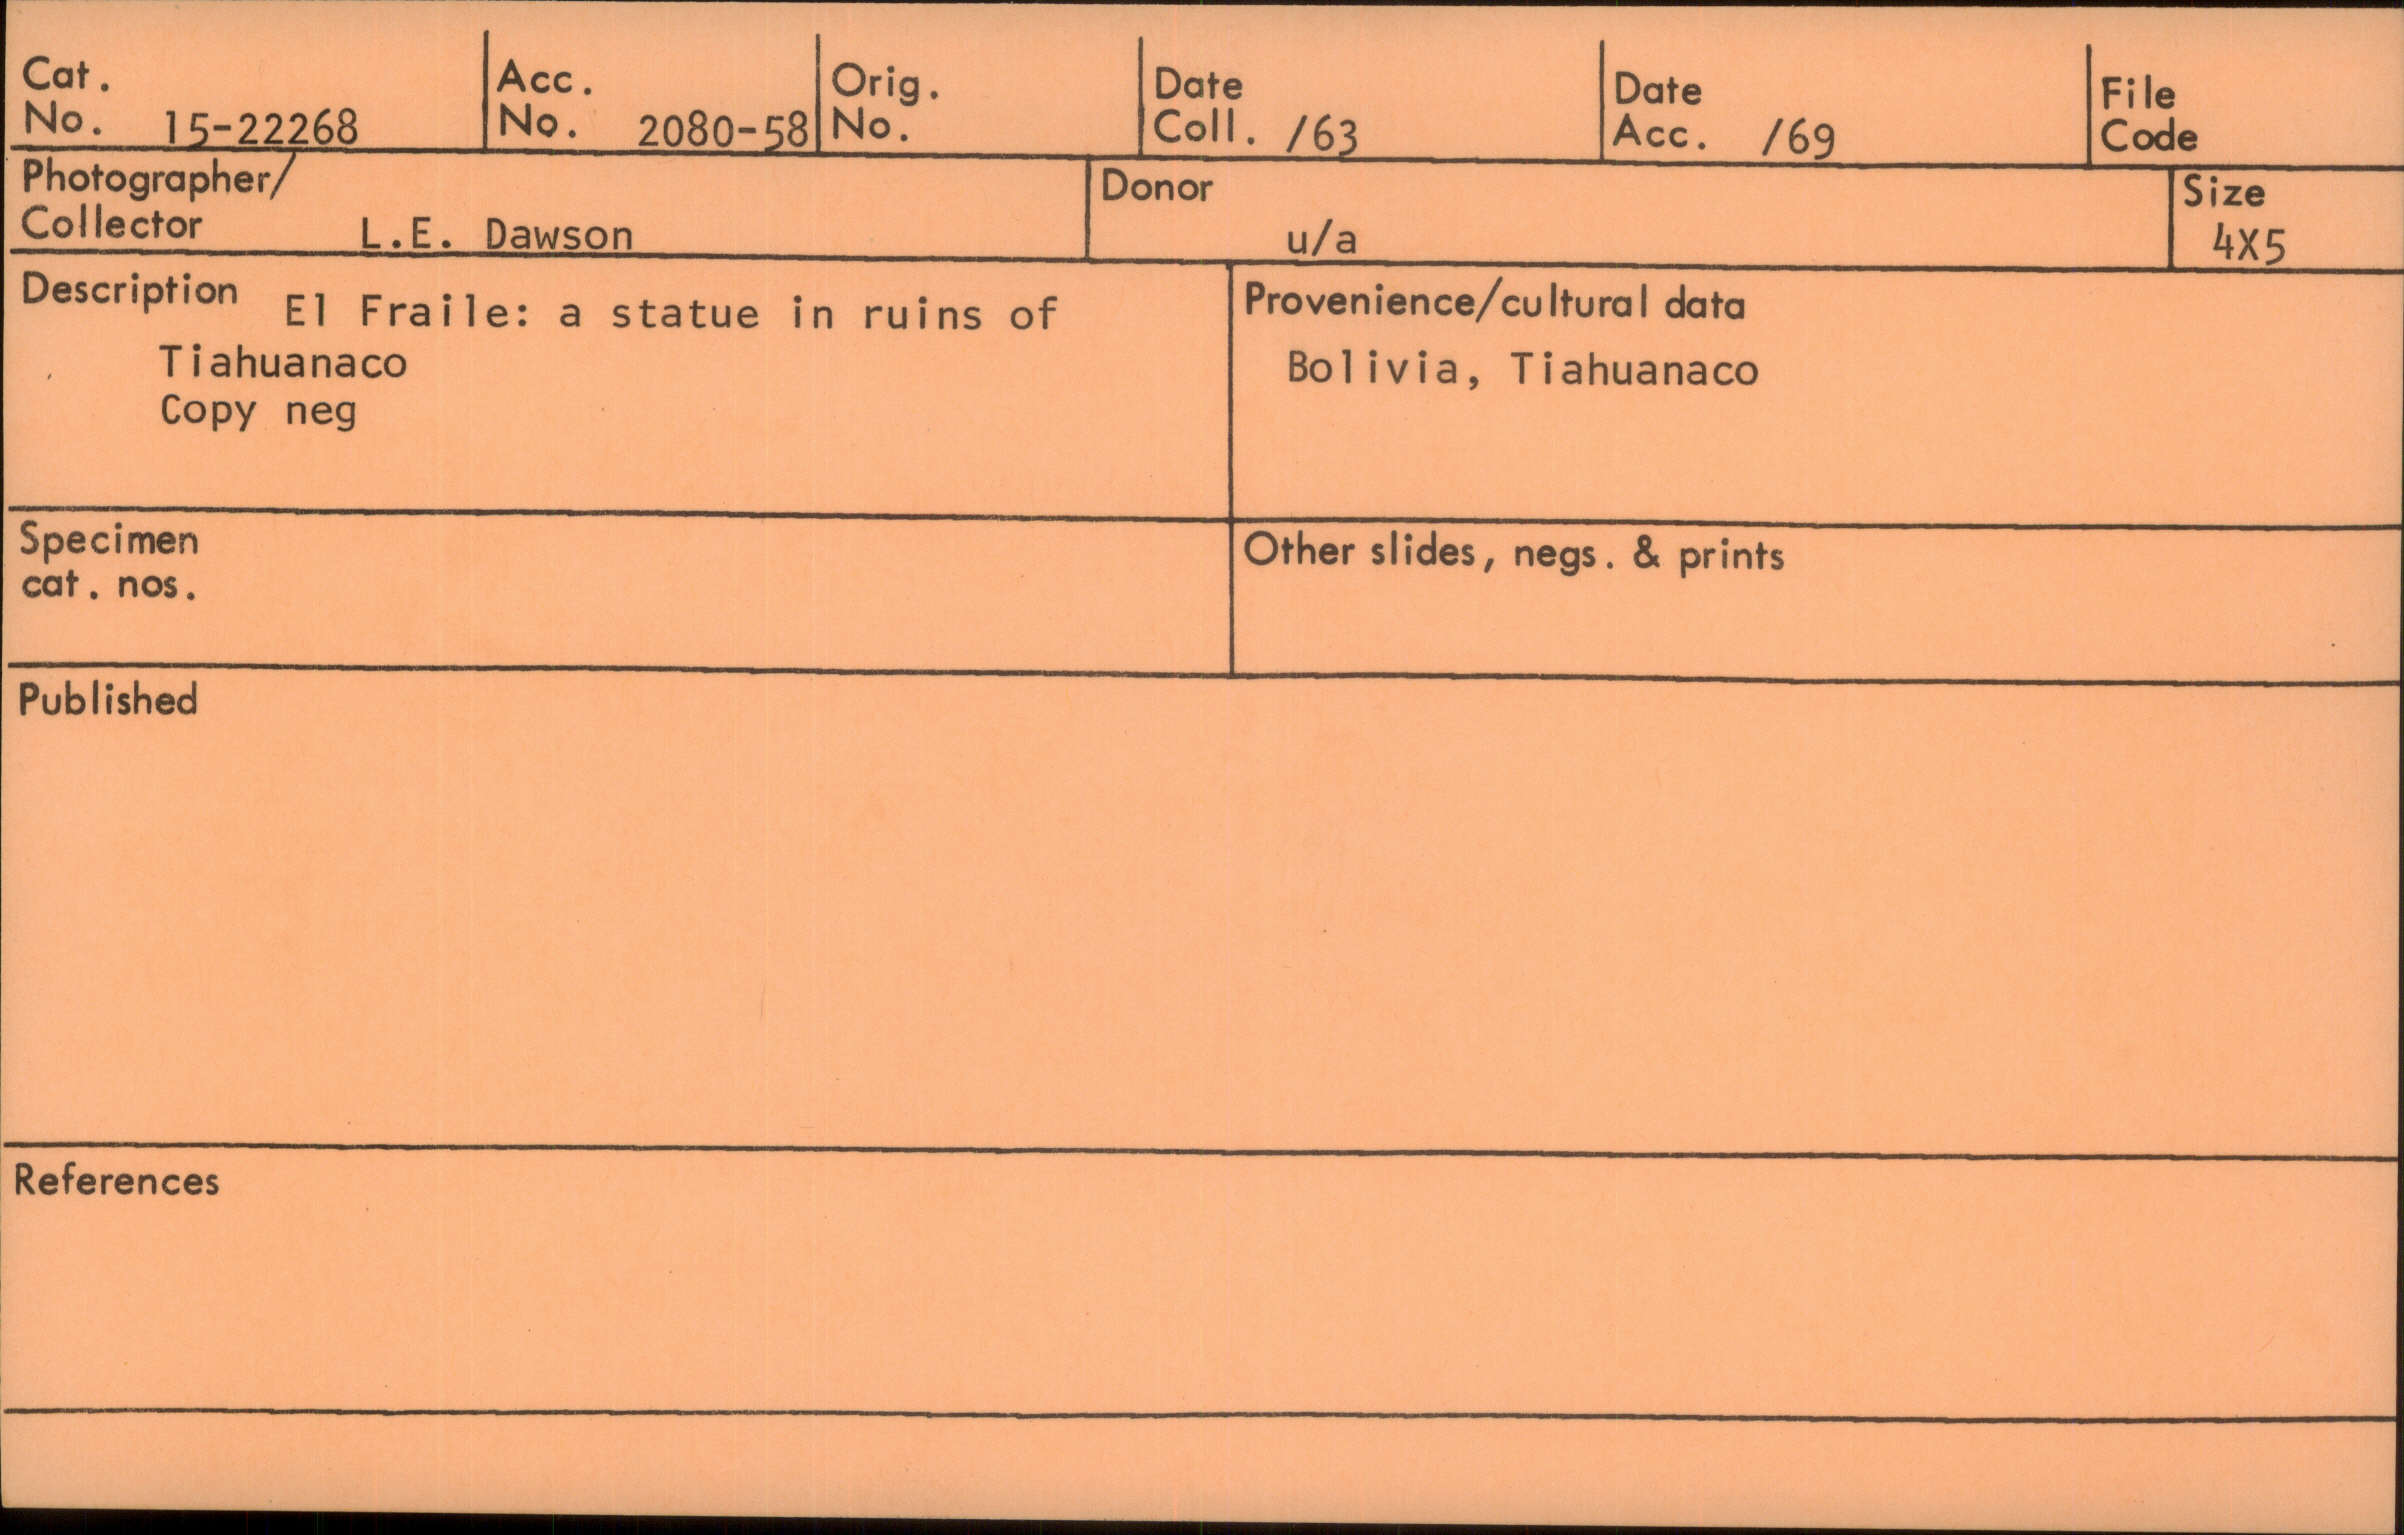 Cat.
No. 15-22268
Acc.
No. 2080-58
Orig.
No.
Date
Coll. /63
Date
Acc. /69
File
Code
Photographer/
Collector L.E. Dawson
Donor
u/a
Size
4X5
Description El Fraile: a statue in ruins of
Tiahuanaco
Copy neg
Provenience/cultural data
Bolivia, Tiahuanaco
Specimen
cat. nos.
Other slides, negs. & prints
Published
References